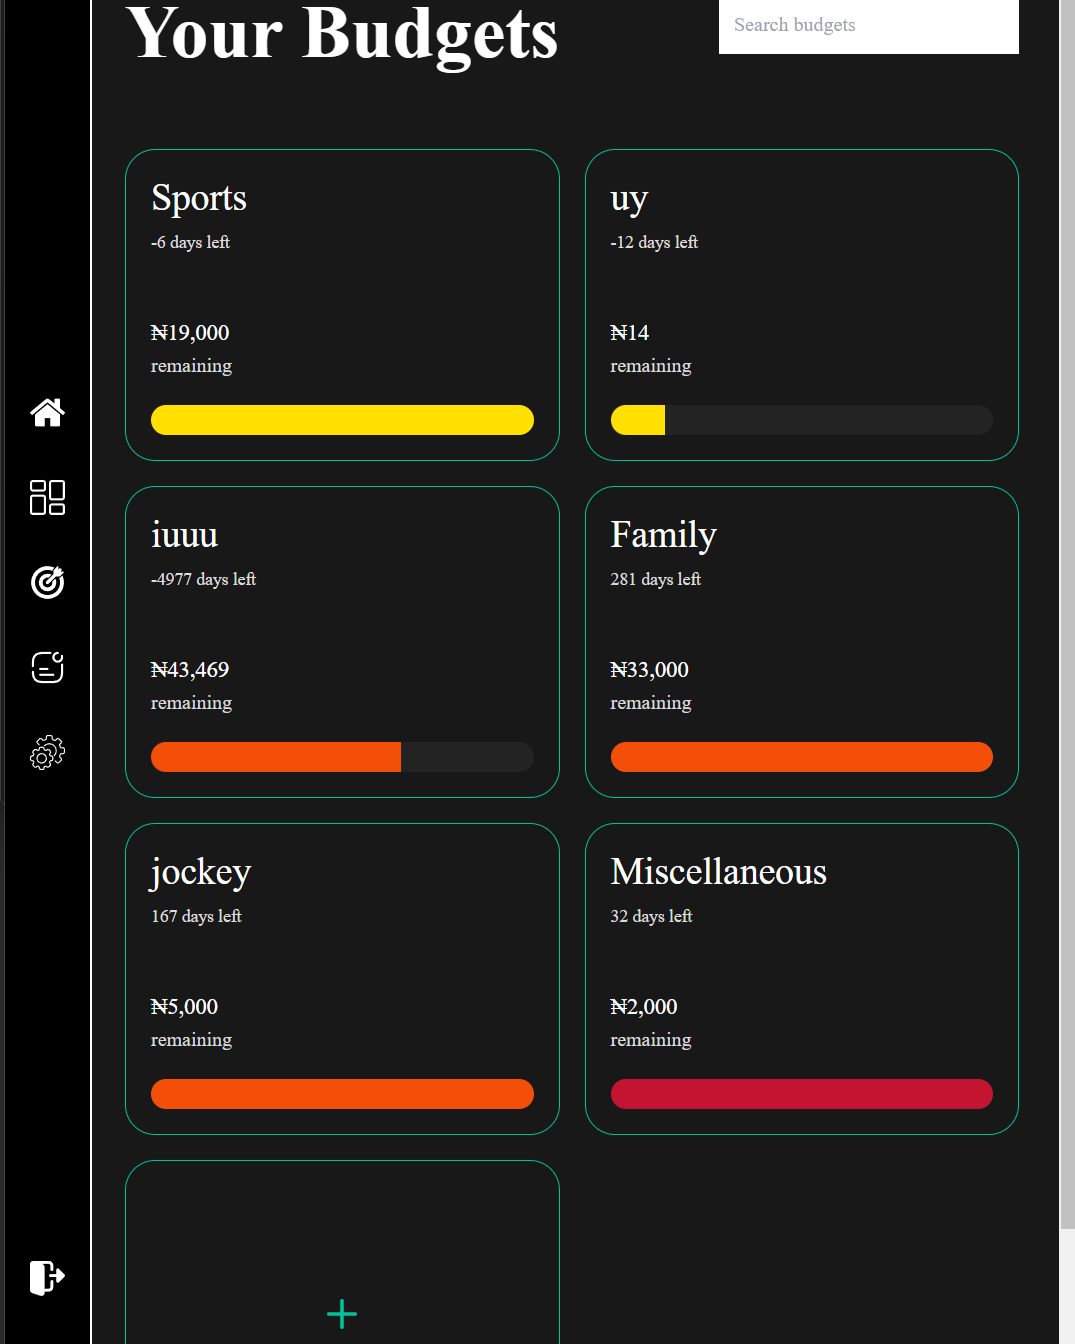 Your Budgets
Search budgets
Sports
-6 days left
₦19,000
remaining
uy
-12 days left
₦14
remaining
iuuu
-4977 days left
₦43,469
remaining
Family
281 days left
₦33,000
remaining
jockey
167 days left
₦5,000
remaining
Miscellaneous
32 days left
₦2,000
remaining